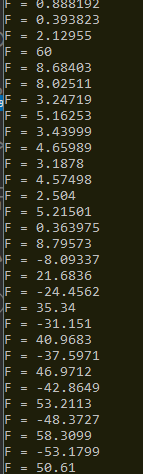 F = 0.888192
F = 0.393823
F = 2.12955
F = 60
F = 8.68403
F = 8.02511
F = 3.24719
F = 5.16253
F = 3.43999
F = 4.65989
F = 3.1878
F = 4.57498
F = 2.504
F = 5.21501
F = 0.363975
F = 8.79573
F = -8.09337
F = 21.6836
F = -24.4562
F = 35.34
F = -31.151
F = 40.9683
F = -37.5971
F = 46.9712
F = -42.8649
F = 53.2113
F = -48.3727
F = 58.3099
F = -53.1799
F = 50.61